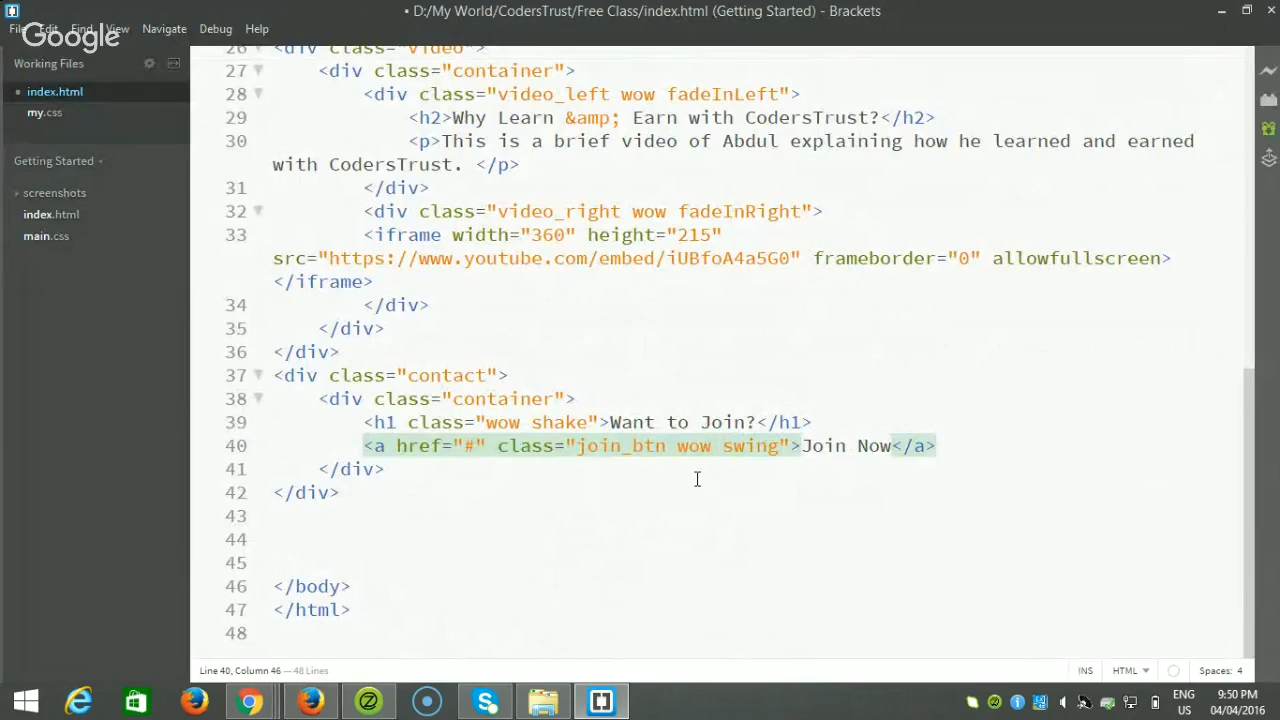 • D:/My World/CodersTrust/Free Class/index.html (Getting Started) - Brackets
File Edit Find View Navigate Debug Help
Google
Working Files
index.html
my.css
Getting Started
screenshots
index.html
main.css
26 <div class="video">
27 <div class="container">
28 <div class="video_left wow fadeInLeft">
29 <h2>Why Learn &amp; Earn with CodersTrust?</h2>
30 <p>This is a brief video of Abdul explaining how he learned and earned
with CodersTrust. </p>
31 </div>
32 <div class="video_right wow fadeInRight">
33 <iframe width="360" height="215"
src="https://www.youtube.com/embed/iUBfoA4a5G0" frameborder="0" allowfullscreen>
</iframe>
34 </div>
35 </div>
36 </div>
37 <div class="contact">
38 <div class="container">
39 <h1 class="wow shake">Want to Join?</h1>
40 <a href="#" class="join_btn wow swing">Join Now</a>
41 </div>
42 </div>
43
44
45
46 </body>
47 </html>
48
Line 40, Column 46 — 48 Lines
INS HTML Spaces: 4
ENG 9:50 PM
US 04/04/2016